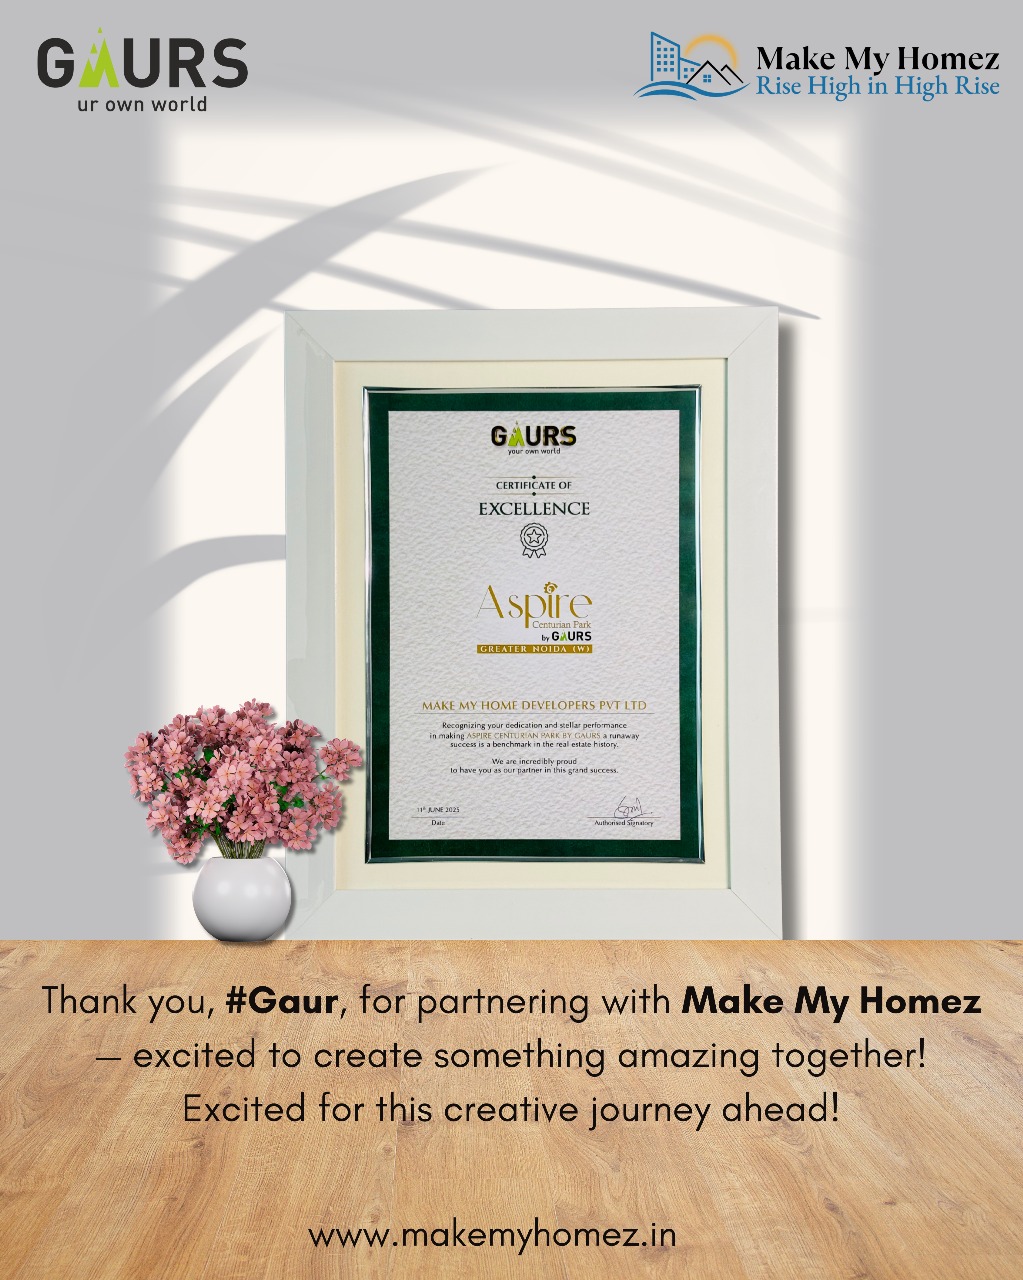 GAURS
ur own world
Make My Homez
Rise High in High Rise
GAURS
your own world
CERTIFICATE OF
EXCELLENCE
Aspire
Centurian Park
by GAURS
GREATER NOIDA (W)
MAKE MY HOME DEVELOPERS PVT LTD
Recognizing your dedication and stellar performance
in making ASPIRE CENTURIAN PARK BY GAURS a runaway
success is a benchmark in the real estate history.
We are incredibly proud
to have you as our partner in this grand success.
11th JUNE 2025
Date
Authorised Signatory
Thank you, #Gaur, for partnering with Make My Homez
— excited to create something amazing together!
Excited for this creative journey ahead!
www.makemyhomez.in